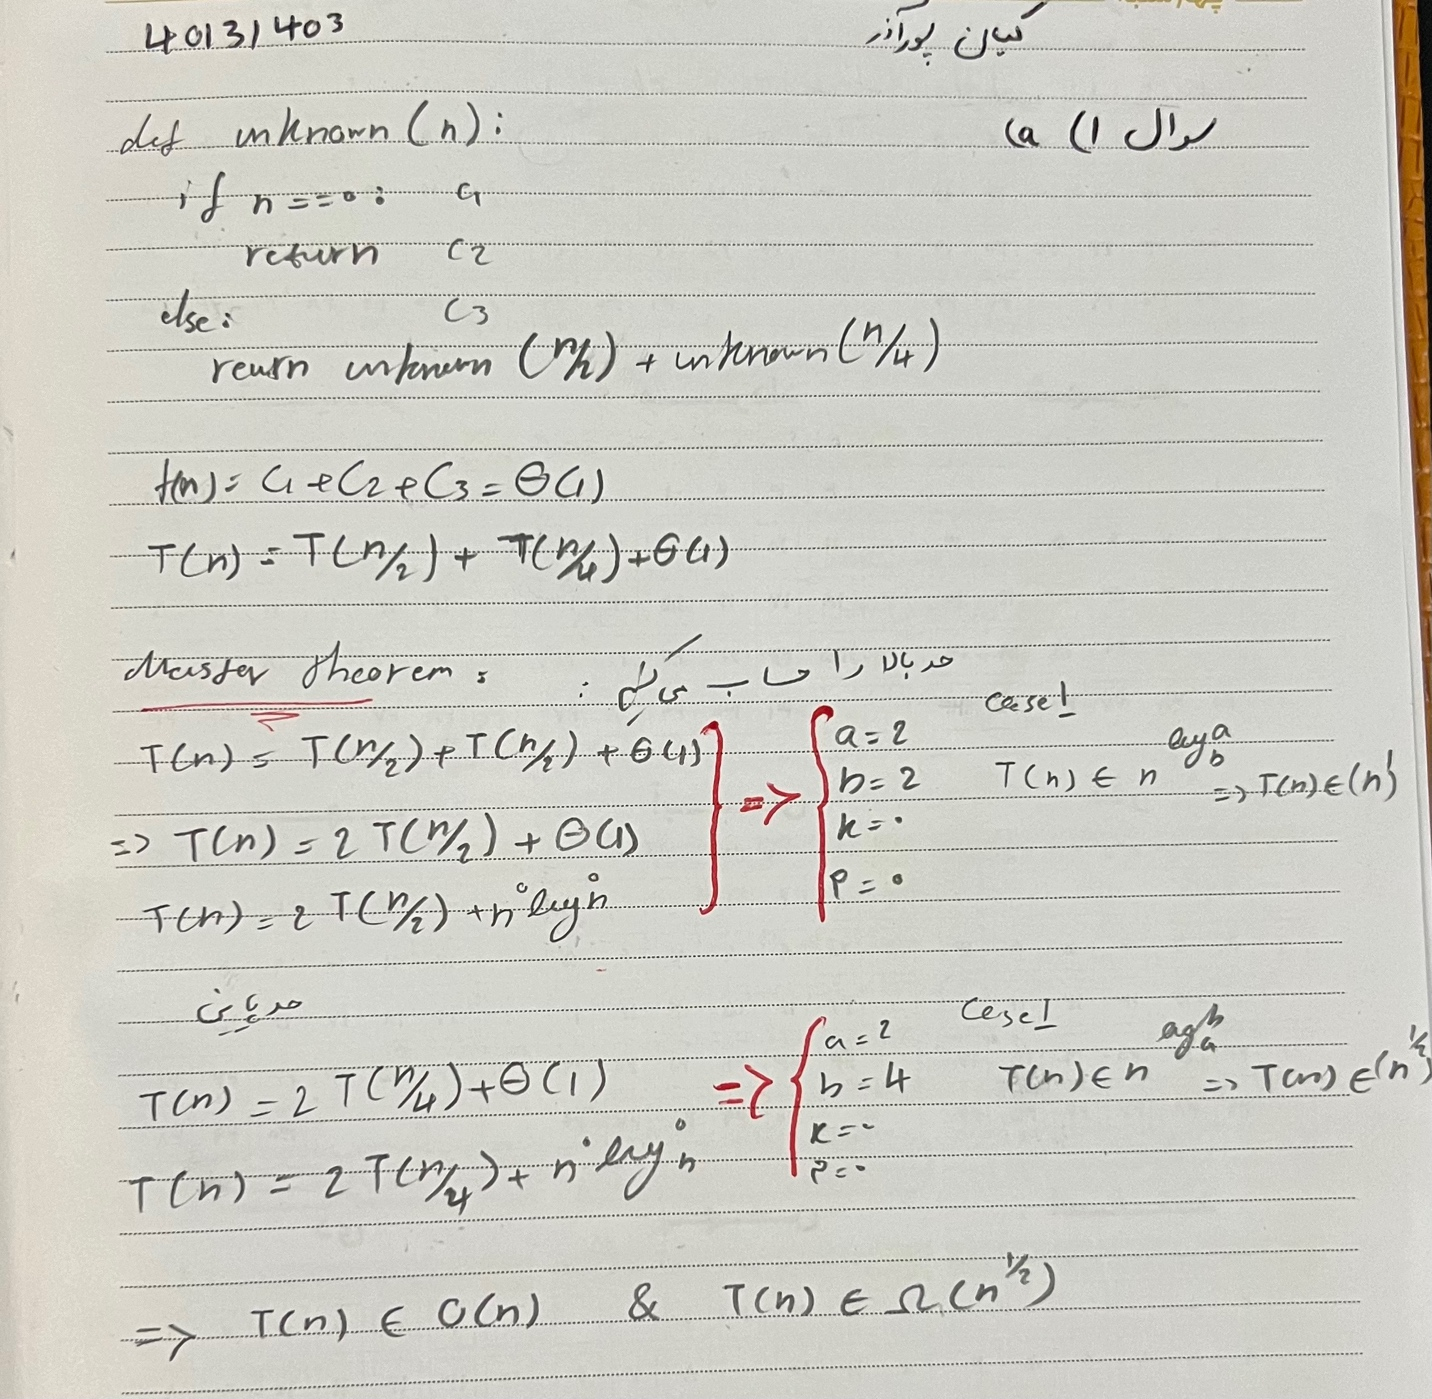 40131403
کیان پورآذر
سوال ۱) a)
def unknown (n):
if n==0: C1
return C2
else: C3
reurn unknown (n/2) + unknown (n/4)
f(n) = C1 + C2 + C3 = Θ(1)
T(n) = T(n/2) + T(n/4) + Θ(1)
Master theorem: حد بالا را حساب می کنیم :
T(n) = T(n/2) + T(n/2) + Θ(1)
=> T(n) = 2 T(n/2) + Θ(1)
T(n) = 2 T(n/2) + n^0 log^0 n
=> { a = 2
b = 2
k = 0
p = 0
case 1
T(n) ∈ n^log_b a => T(n) ∈ (n^1)
حد پایین
T(n) = 2 T(n/4) + Θ(1)
T(n) = 2 T(n/4) + n^0 log^0 n
=> { a = 2
b = 4
k = 0
p = 0
case 1
T(n) ∈ n^log_a b => T(n) ∈ (n^1/2)
=> T(n) ∈ O(n) & T(n) ∈ Ω(n^1/2)